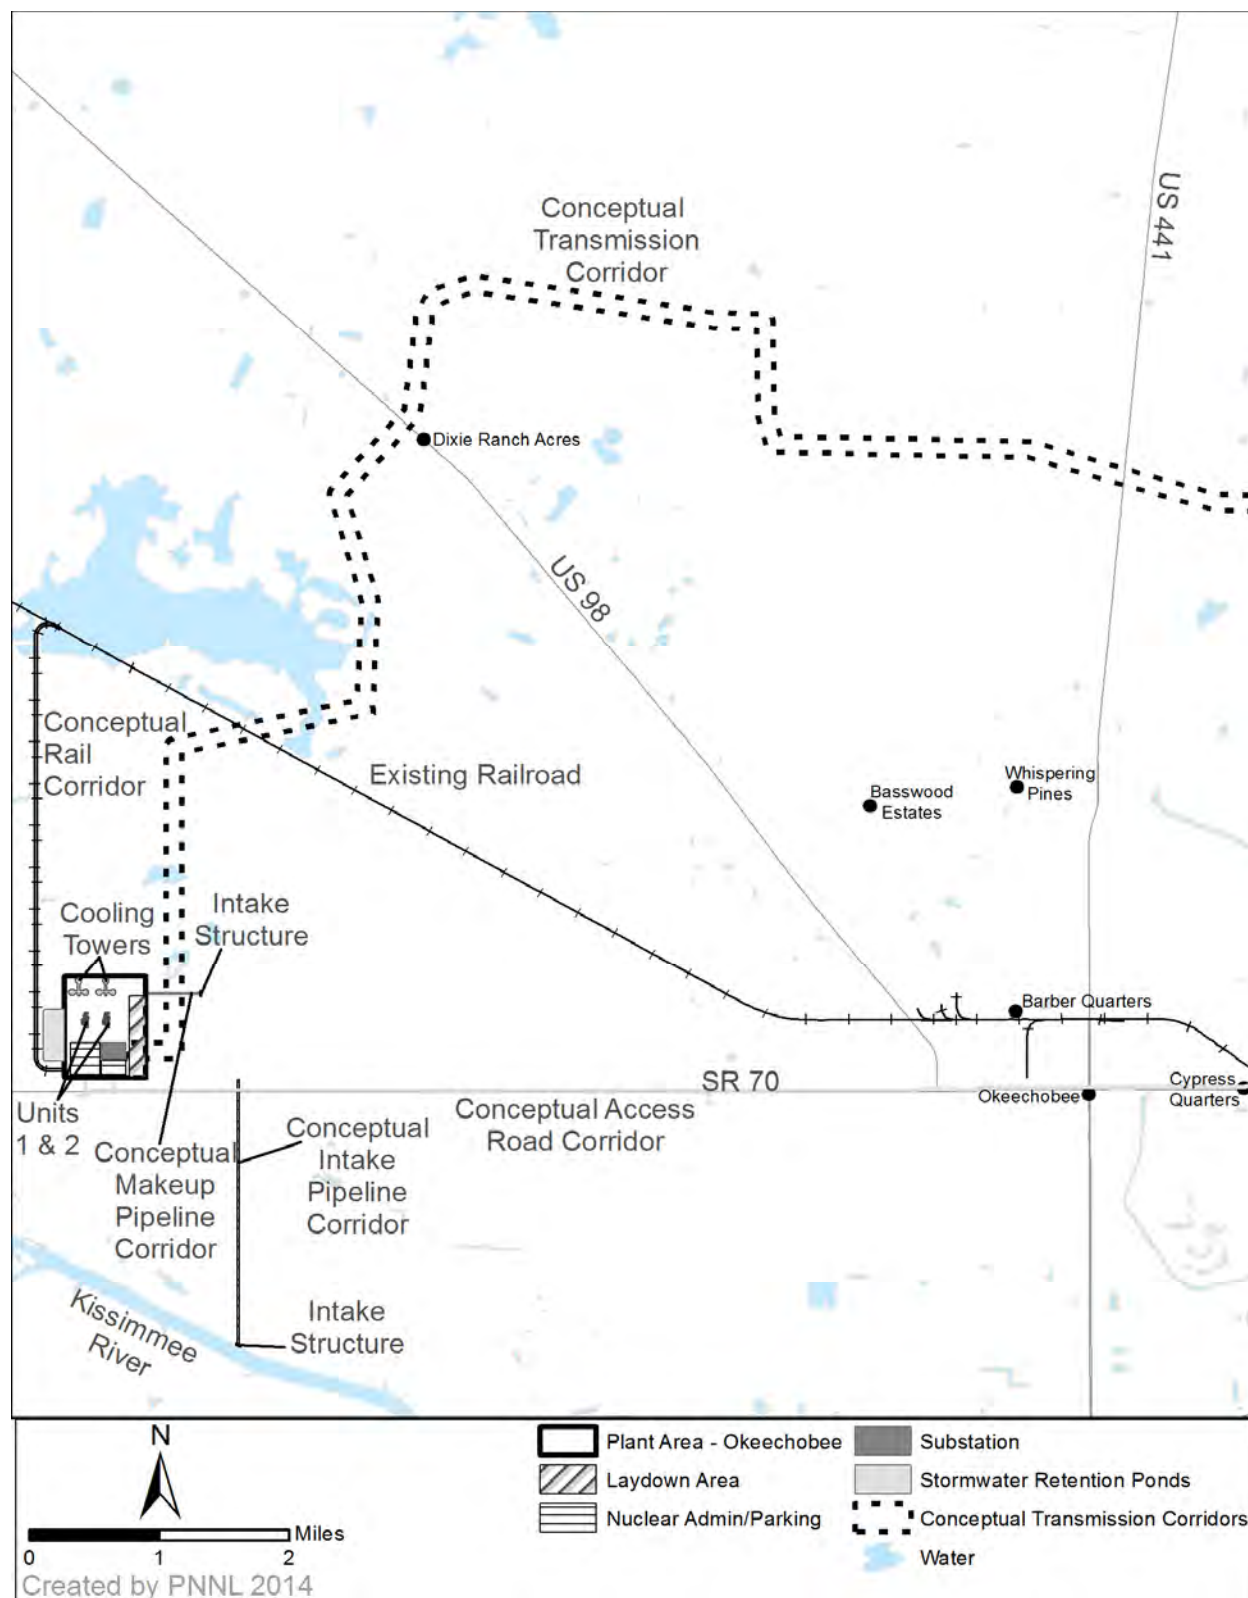 Conceptual
Transmission
Corridor
US 441
Dixie Ranch Acres
US 98
Conceptual
Rail
Corridor
Existing Railroad
Whispering
Pines
Basswood
Estates
Cooling
Towers
Intake
Structure
Barber Quarters
SR 70
Cypress
Quarters
Okeechobee
Units
1 & 2
Conceptual Access
Road Corridor
Conceptual
Makeup
Pipeline
Corridor
Conceptual
Intake
Pipeline
Corridor
Kissimmee
River
Intake
Structure
N
Miles
0 1 2
Created by PNNL 2014
Plant Area - Okeechobee
Laydown Area
Nuclear Admin/Parking
Substation
Stormwater Retention Ponds
Conceptual Transmission Corridors
Water